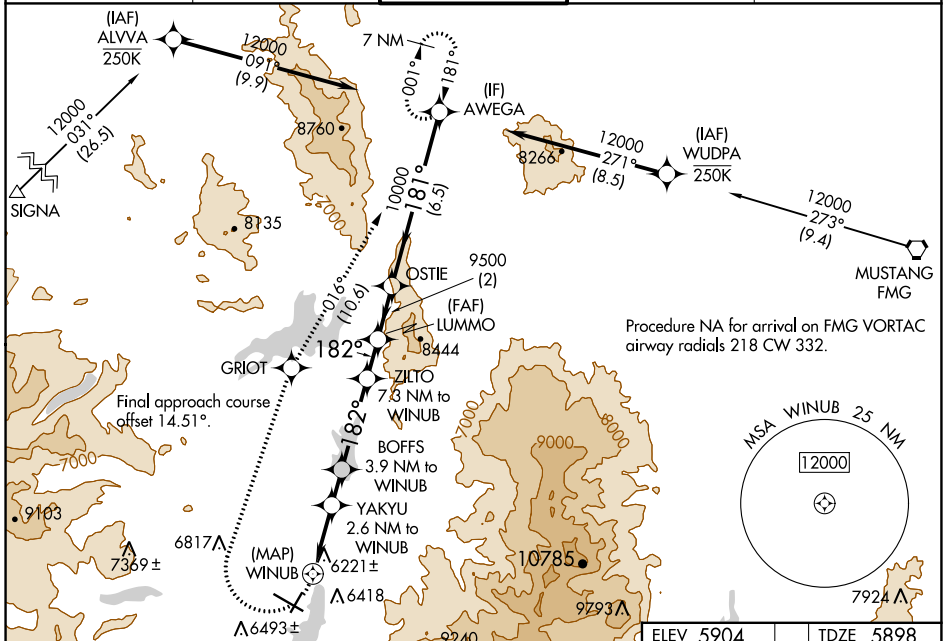 (IAF)
ALVVA
250K
12000
091°
(9.9)
7 NM
001°
181°
(IF)
AWEGA
12000
031°
(26.5)
SIGNA
8760
8266
12000
271°
(8.5)
(IAF)
WUDPA
250K
12000
273°
(9.4)
MUSTANG
FMG
7000
8135
10000
181°
(6.5)
016°
(10.6)
OSTIE
9500
(2)
(FAF)
LUMMO
8444
Procedure NA for arrival on FMG VORTAC
airway radials 218 CW 332.
GRIOT
182°
ZILTO
7.3 NM to
WINUB
Final approach course
offset 14.51°.
182°
BOFFS
3.9 NM to
WINUB
YAKYU
2.6 NM to
WINUB
7000
8000
9000
7000
9103
7369±
6817
(MAP)
WINUB
6221±
6418
6493±
10785
9793
9240
7924
MSA WINUB 25 NM
12000
ELEV 5904
TDZE 5898